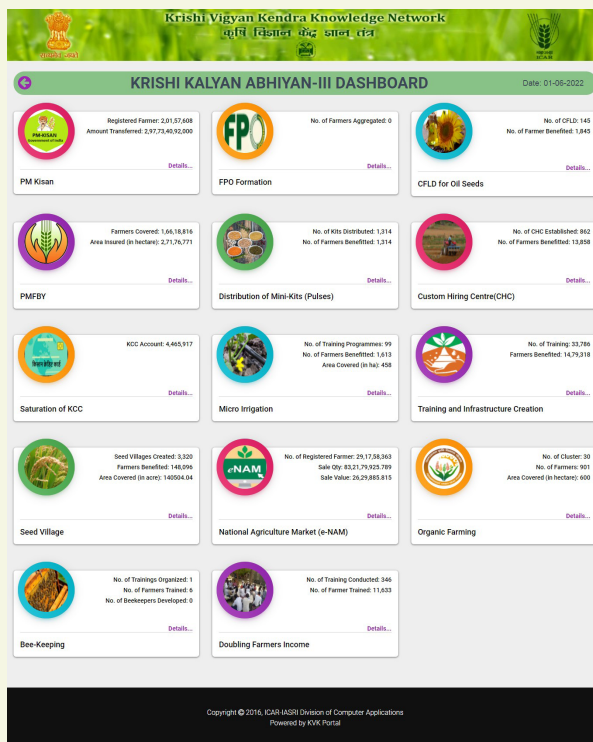 Krishi Vigyan Kendra Knowledge Network
कृषि विज्ञान केंद्र ज्ञान तंत्र
ICAR
KRISHI KALYAN ABHIYAN-III DASHBOARD
Date: 01-06-2022
PM-KISAN
Government of India
Registered Farmer: 2,01,57,608
Amount Transferred: 2,97,73,40,92,000
Details...
PM Kisan
FPO
No. of Farmers Aggregated: 0
Details...
FPO Formation
No. of CFLD: 145
No. of Farmer Benefited: 1,845
Details...
CFLD for Oil Seeds
Farmers Covered: 1,66,18,816
Area Insured (in hectare): 2,71,76,771
Details...
PMFBY
No. of Kits Distributed: 1,314
No. of Farmers Benefitted: 1,314
Details...
Distribution of Mini-Kits (Pulses)
No. of CHC Established: 862
No. of Farmers Benefitted: 13,858
Details...
Custom Hiring Centre(CHC)
किसान क्रेडिट कार्ड
KCC Account: 4,465,917
Details...
Saturation of KCC
No. of Training Programmes: 99
No. of Farmers Benefitted: 1,613
Area Covered (in ha): 458
Details...
Micro Irrigation
No. of Training: 33,786
Farmers Benefited: 14,79,318
Details...
Training and Infrastructure Creation
Seed Villages Created: 3,320
Farmers Benefited: 148,096
Area Covered (in acre): 140504.04
Details...
Seed Village
eNAM
No. of Registered Farmer: 29,17,58,363
Sale Qty: 83,21,79,925.789
Sale Value: 26,29,885.815
Details...
National Agriculture Market (e-NAM)
No. of Cluster: 30
No. of Farmers: 901
Area Covered (in hectare): 600
Details...
Organic Farming
No. of Trainings Organized: 1
No. of Farmers Trained: 6
No. of Beekeepers Developed: 0
Details...
Bee-Keeping
No. of Training Conducted: 346
No. of Farmer Trained: 11,633
Details...
Doubling Farmers Income
Copyright © 2016, ICAR-IASRI Division of Computer Applications
Powered by KVK Portal